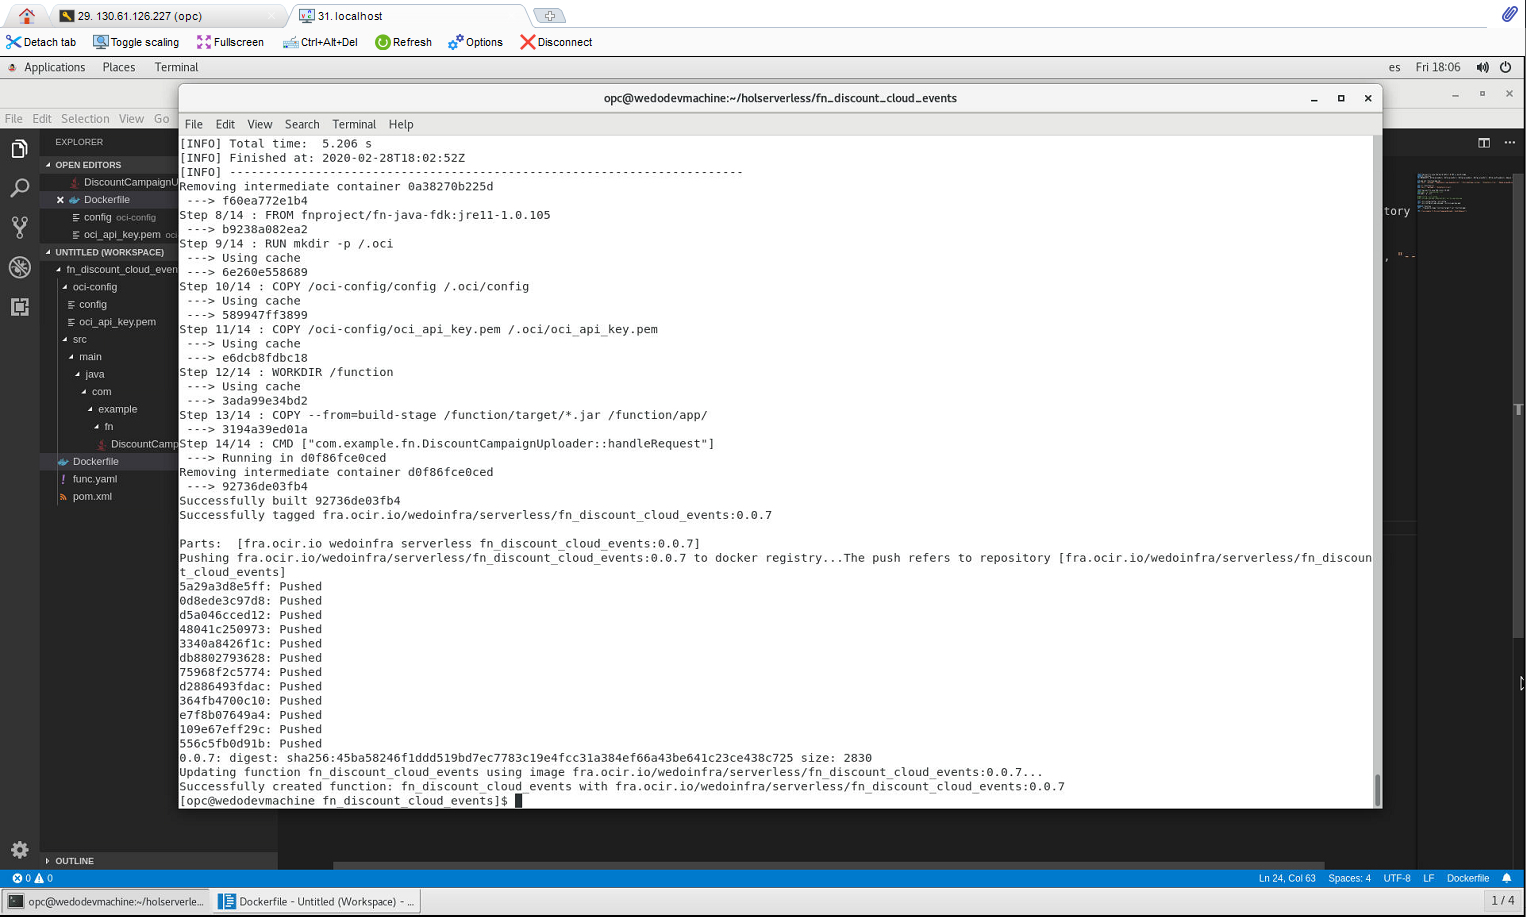 29. 130.61.126.227 (opc)
31. localhost
Detach tab
Toggle scaling
Fullscreen
Ctrl+Alt+Del
Refresh
Options
Disconnect
Applications
Places
Terminal
es
Fri 18:06
File Edit Selection View Go
opc@wedodevmachine:~/holserverless/fn_discount_cloud_events
File Edit View Search Terminal Help
EXPLORER
OPEN EDITORS
DiscountCampaignU
Dockerfile
config oci-config
oci_api_key.pem oci
UNTITLED (WORKSPACE)
fn_discount_cloud_even
oci-config
config
oci_api_key.pem
src
main
java
com
example
fn
DiscountCamp
Dockerfile
func.yaml
pom.xml
OUTLINE
[INFO] Total time:  5.206 s
[INFO] Finished at: 2020-02-28T18:02:52Z
[INFO] ------------------------------------------------------------------------
Removing intermediate container 0a38270b225d
 ---> f60ea772e1b4
Step 8/14 : FROM fnproject/fn-java-fdk:jre11-1.0.105
 ---> b9238a082ea2
Step 9/14 : RUN mkdir -p /.oci
 ---> Using cache
 ---> 6e260e558689
Step 10/14 : COPY /oci-config/config /.oci/config
 ---> Using cache
 ---> 589947ff3899
Step 11/14 : COPY /oci-config/oci_api_key.pem /.oci/oci_api_key.pem
 ---> Using cache
 ---> e6dcb8fdbc18
Step 12/14 : WORKDIR /function
 ---> Using cache
 ---> 3ada99e34bd2
Step 13/14 : COPY --from=build-stage /function/target/*.jar /function/app/
 ---> 3194a39ed01a
Step 14/14 : CMD ["com.example.fn.DiscountCampaignUploader::handleRequest"]
 ---> Running in d0f86fce0ced
Removing intermediate container d0f86fce0ced
 ---> 92736de03fb4
Successfully built 92736de03fb4
Successfully tagged fra.ocir.io/wedoinfra/serverless/fn_discount_cloud_events:0.0.7
Parts:  [fra.ocir.io wedoinfra serverless fn_discount_cloud_events:0.0.7]
Pushing fra.ocir.io/wedoinfra/serverless/fn_discount_cloud_events:0.0.7 to docker registry...The push refers to repository [fra.ocir.io/wedoinfra/serverless/fn_discoun
t_cloud_events]
5a29a3d8e5ff: Pushed
0d8ede3c97d8: Pushed
d5a046cced12: Pushed
48041c250973: Pushed
3340a8426f1c: Pushed
db8802793628: Pushed
75968f2c5774: Pushed
d2886493fdac: Pushed
364fb4700c10: Pushed
e7f8b07649a4: Pushed
109e67eff29c: Pushed
556c5fb0d91b: Pushed
0.0.7: digest: sha256:45ba58246f1ddd519bd7ec7783c19e4fcc31a384ef66a43be641c23ce438c725 size: 2830
Updating function fn_discount_cloud_events using image fra.ocir.io/wedoinfra/serverless/fn_discount_cloud_events:0.0.7...
Successfully created function: fn_discount_cloud_events with fra.ocir.io/wedoinfra/serverless/fn_discount_cloud_events:0.0.7
[opc@wedodevmachine fn_discount_cloud_events]$
tory
, "--
0 0
Ln 24, Col 63
Spaces: 4
UTF-8
LF
Dockerfile
opc@wedodevmachine:~/holserverle...
Dockerfile - Untitled (Workspace) - ...
1 / 4